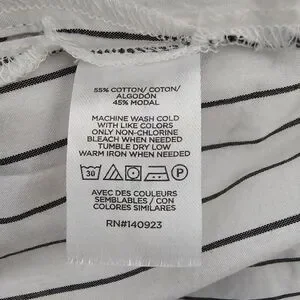 55% COTTON/ COTON/
ALGODÓN
45% MODAL
MACHINE WASH COLD
WITH LIKE COLORS
ONLY NON-CHLORINE
BLEACH WHEN NEEDED
TUMBLE DRY LOW
WARM IRON WHEN NEEDED
30 P
AVEC DES COULEURS
SEMBLABLES / CON
COLORES SIMILARES
RN#140923